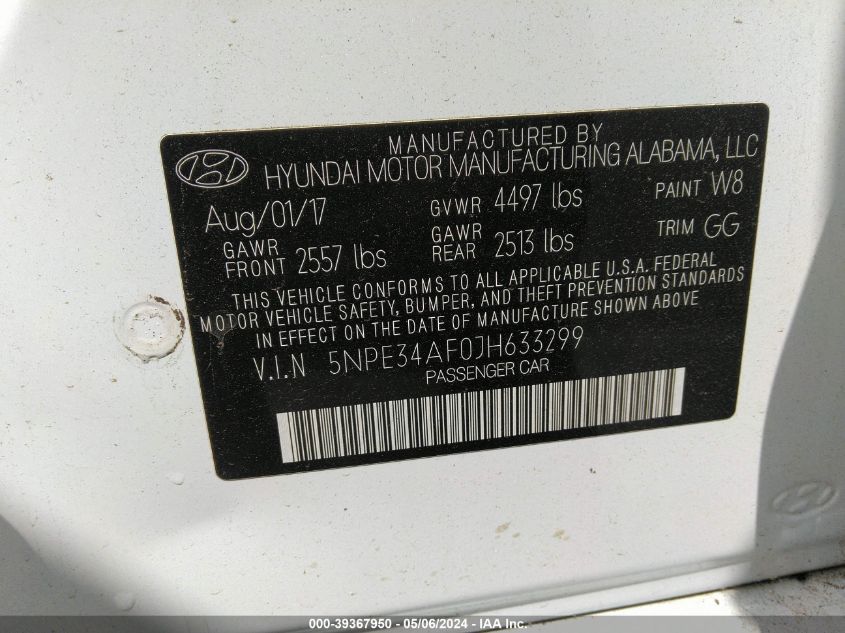 MANUFACTURED BY
HYUNDAI MOTOR MANUFACTURING ALABAMA, LLC
Aug/01/17 GVWR 4497 lbs PAINT W8
GAWR FRONT 2557 lbs GAWR REAR 2513 lbs TRIM GG
THIS VEHICLE CONFORMS TO ALL APPLICABLE U.S.A. FEDERAL
MOTOR VEHICLE SAFETY, BUMPER, AND THEFT PREVENTION STANDARDS
IN EFFECT ON THE DATE OF MANUFACTURE SHOWN ABOVE
V.I.N 5NPE34AF0JH633299
PASSENGER CAR
000-39367950 - 05/06/2024 - IAA Inc.